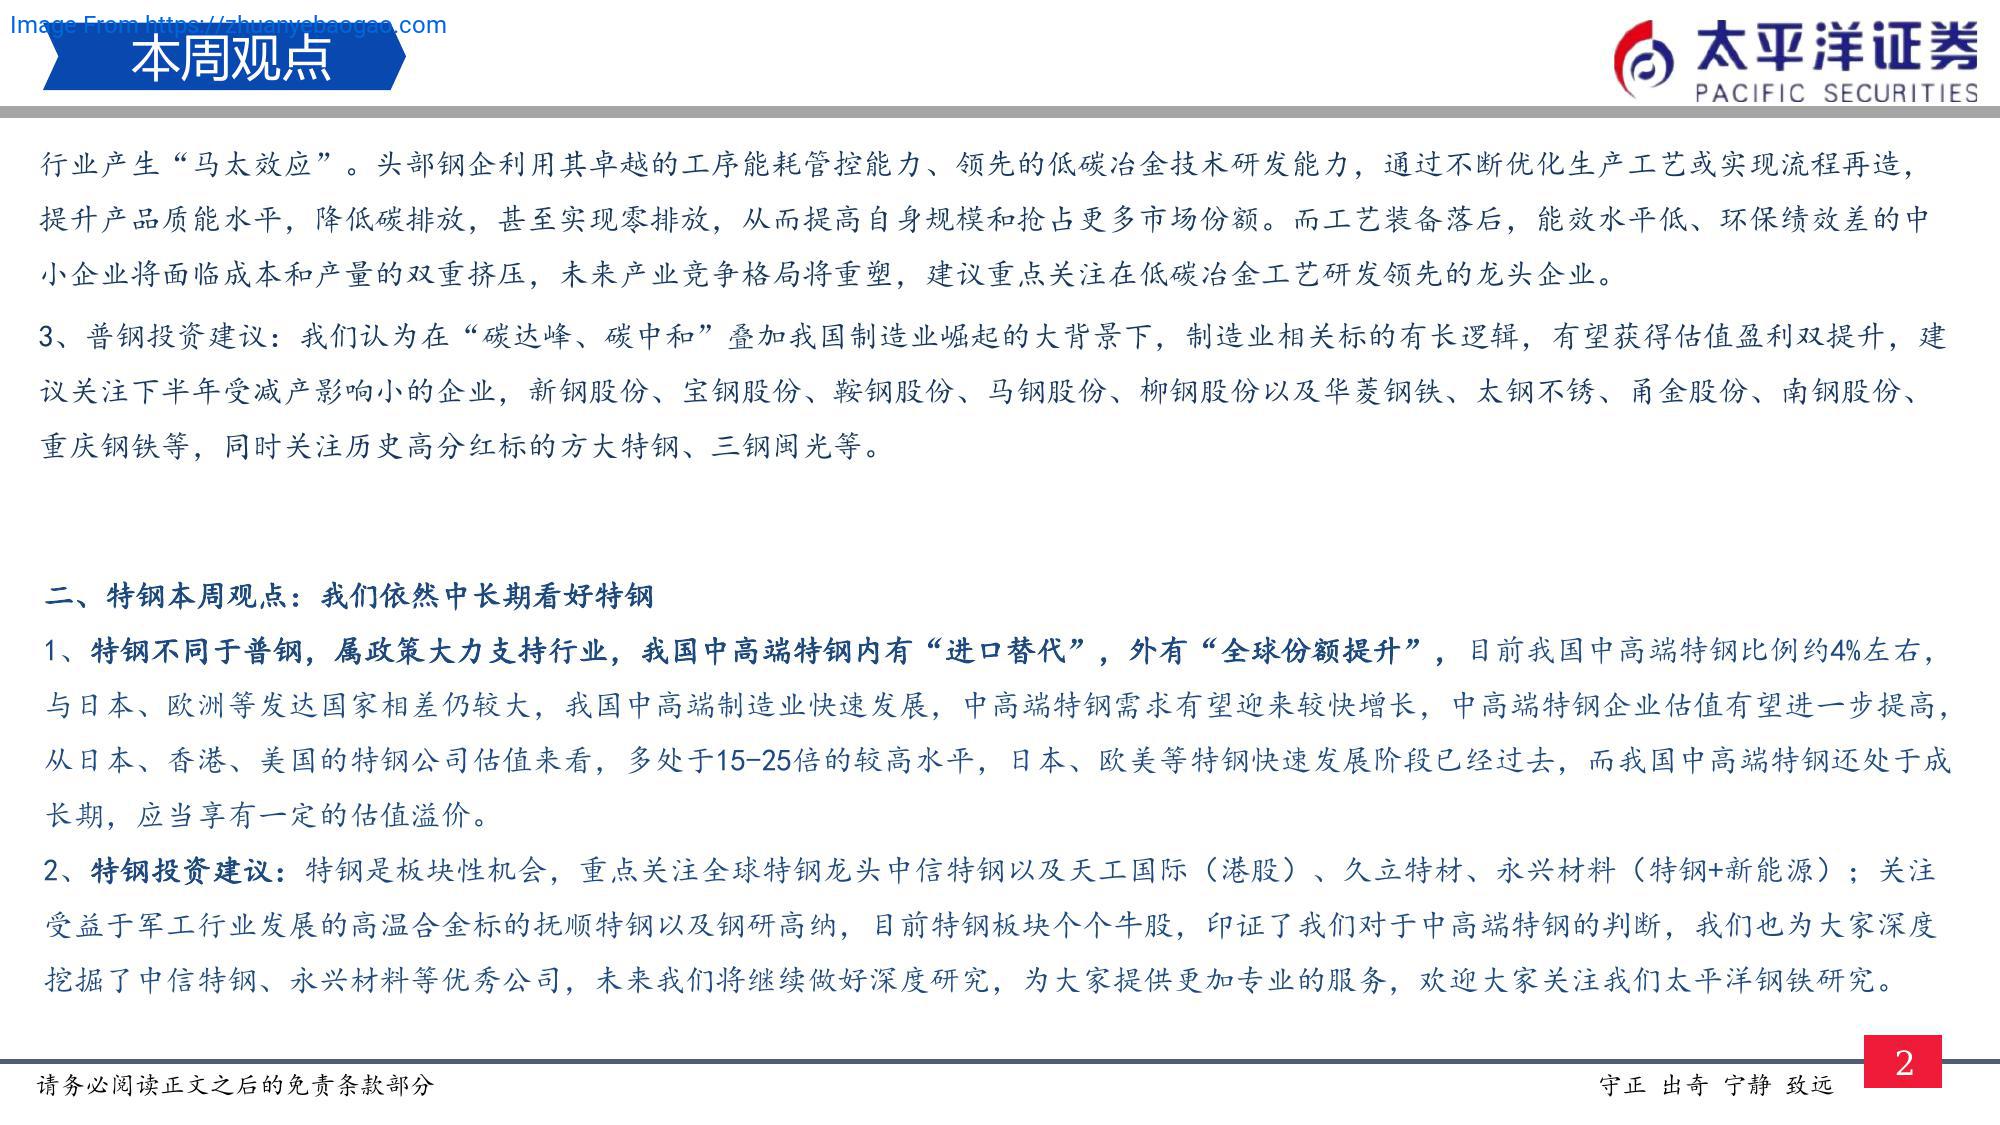 Image From https://zhuanyebaogao.com
本周观点
太平洋证券
PACIFIC SECURITIES
行业产生“马太效应”。头部钢企利用其卓越的工序能耗管控能力、领先的低碳冶金技术研发能力，通过不断优化生产工艺或实现流程再造，
提升产品质能水平，降低碳排放，甚至实现零排放，从而提高自身规模和抢占更多市场份额。而工艺装备落后，能效水平低、环保绩效差的中
小企业将面临成本和产量的双重挤压，未来产业竞争格局将重塑，建议重点关注在低碳冶金工艺研发领先的龙头企业。
3、普钢投资建议：我们认为在“碳达峰、碳中和”叠加我国制造业崛起的大背景下，制造业相关标的有长逻辑，有望获得估值盈利双提升，建
议关注下半年受减产影响小的企业，新钢股份、宝钢股份、鞍钢股份、马钢股份、柳钢股份以及华菱钢铁、太钢不锈、甬金股份、南钢股份、
重庆钢铁等，同时关注历史高分红标的方大特钢、三钢闽光等。
二、特钢本周观点：我们依然中长期看好特钢
1、特钢不同于普钢，属政策大力支持行业，我国中高端特钢内有“进口替代”，外有“全球份额提升”，目前我国中高端特钢比例约4%左右，
与日本、欧洲等发达国家相差仍较大，我国中高端制造业快速发展，中高端特钢需求有望迎来较快增长，中高端特钢企业估值有望进一步提高，
从日本、香港、美国的特钢公司估值来看，多处于15-25倍的较高水平，日本、欧美等特钢快速发展阶段已经过去，而我国中高端特钢还处于成
长期，应当享有一定的估值溢价。
2、特钢投资建议：特钢是板块性机会，重点关注全球特钢龙头中信特钢以及天工国际（港股）、久立特材、永兴材料（特钢+新能源）；关注
受益于军工行业发展的高温合金标的抚顺特钢以及钢研高纳，目前特钢板块个个牛股，印证了我们对于中高端特钢的判断，我们也为大家深度
挖掘了中信特钢、永兴材料等优秀公司，未来我们将继续做好深度研究，为大家提供更加专业的服务，欢迎大家关注我们太平洋钢铁研究。
请务必阅读正文之后的免责条款部分
守正 出奇 宁静 致远
2